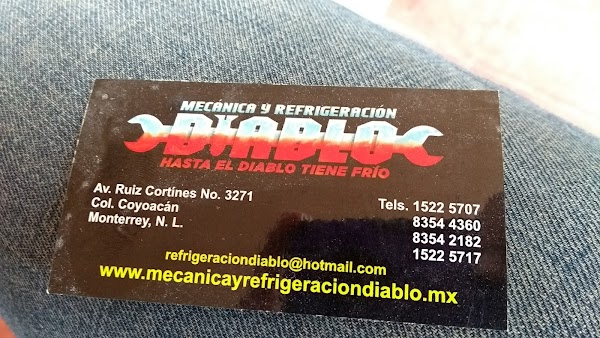 MECÁNICA Y REFRIGERACIÓN
DIABLO
HASTA EL DIABLO TIENE FRÍO
Av. Ruiz Cortínes No. 3271
Col. Coyoacán
Monterrey, N. L.
Tels. 1522 5707
8354 4360
8354 2182
1522 5717
refrigeraciondiablo@hotmail.com
www.mecanicayrefrigeraciondiablo.mx